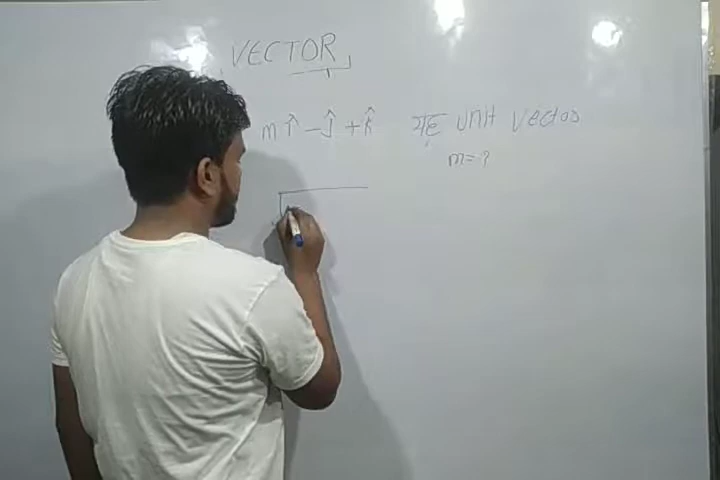 VECTOR
m î - ĵ + k̂ यह unit vector
m = ?